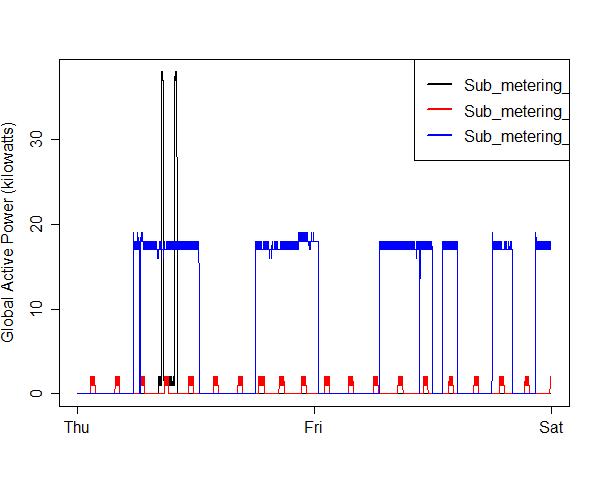 Sub_metering_
Sub_metering_
Sub_metering_
Global Active Power (kilowatts)
30
20
10
0
Thu Fri Sat